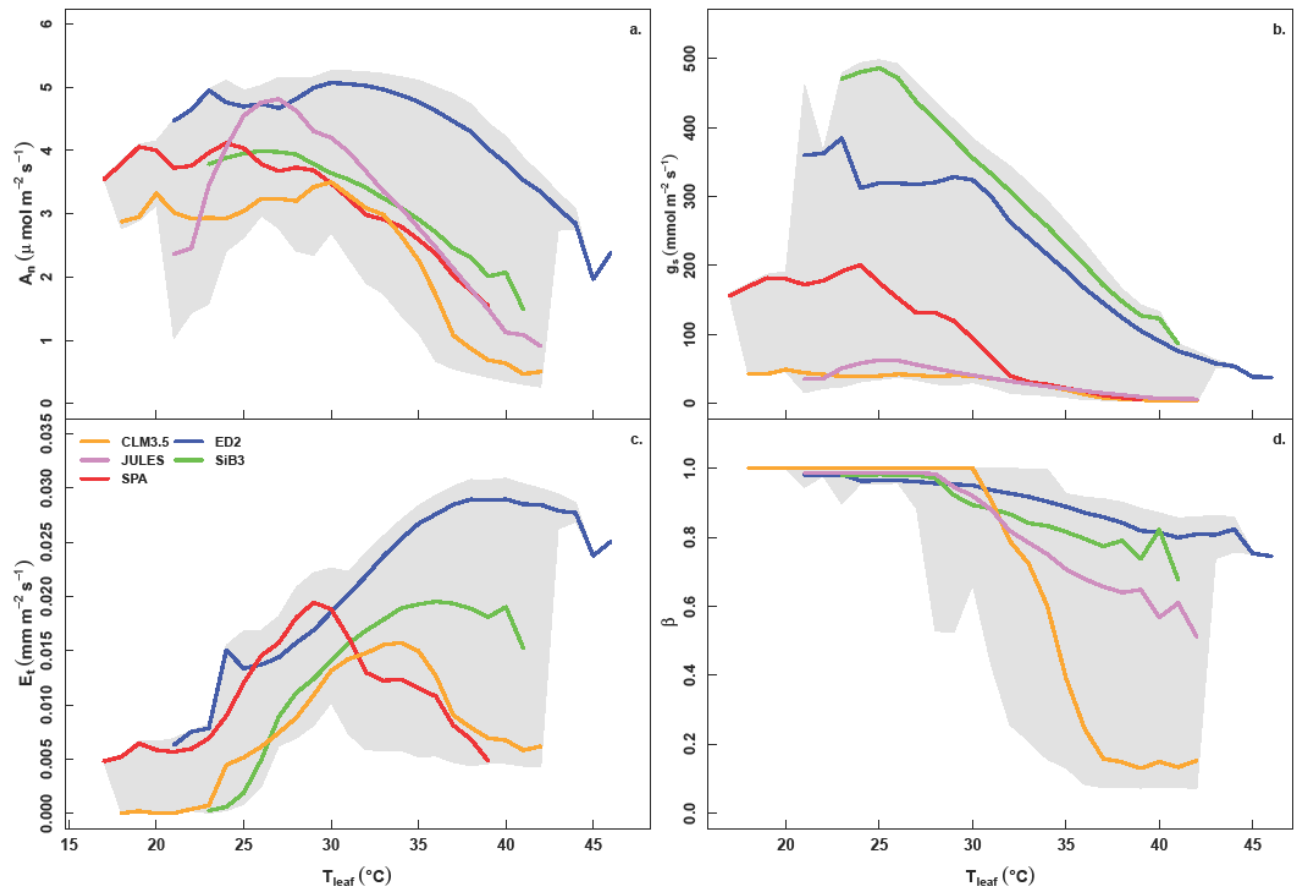 a.
6
5
4
3
2
1
0
Aₙ (μ mol m⁻² s⁻¹)
b.
500
400
300
200
100
0
gₛ (mmol m⁻² s⁻¹)
c.
CLM3.5 ED2
JULES SiB3
SPA
0.035
0.030
0.025
0.020
0.015
0.010
0.005
0.000
Eₜ (mm m⁻² s⁻¹)
15 20 25 30 35 40 45
T_leaf (°C)
d.
1.0
0.8
0.6
0.4
0.2
0.0
β
20 25 30 35 40 45
T_leaf (°C)